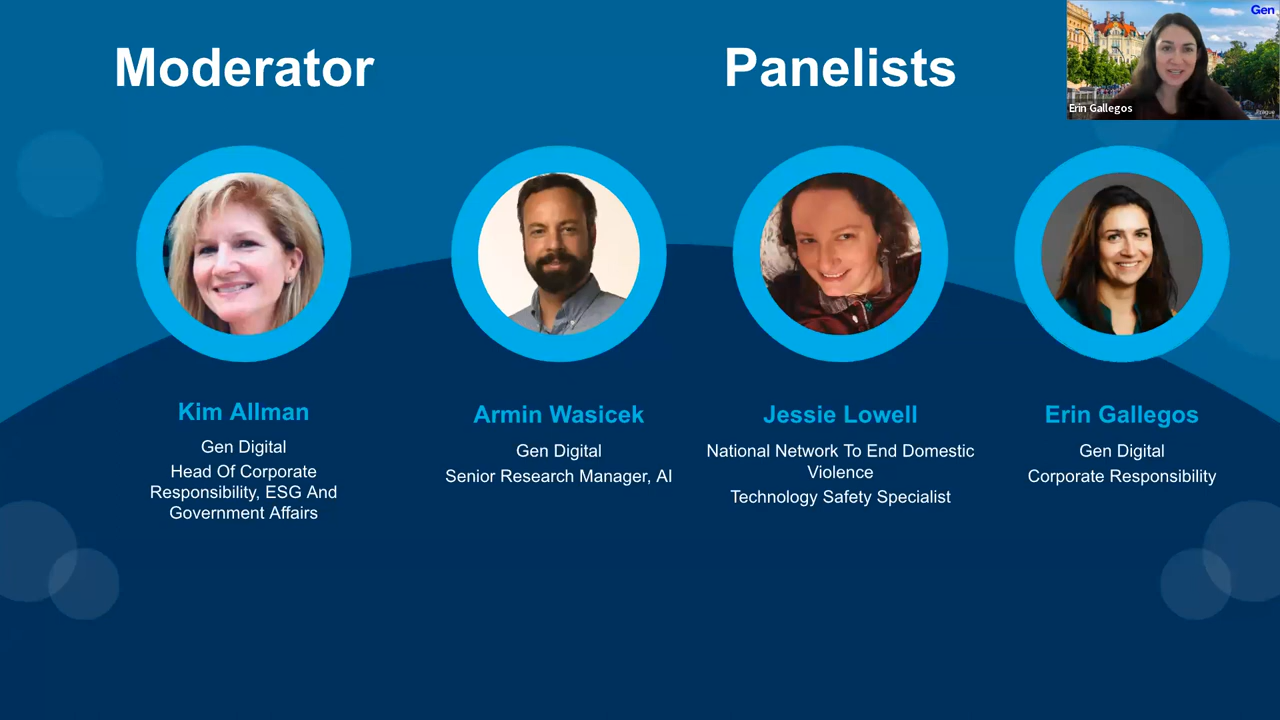 Moderator
Panelists
Gen
Erin Gallegos
Prague
Kim Allman
Gen Digital
Head Of Corporate
Responsibility, ESG And
Government Affairs
Armin Wasicek
Gen Digital
Senior Research Manager, AI
Jessie Lowell
National Network To End Domestic
Violence
Technology Safety Specialist
Erin Gallegos
Gen Digital
Corporate Responsibility